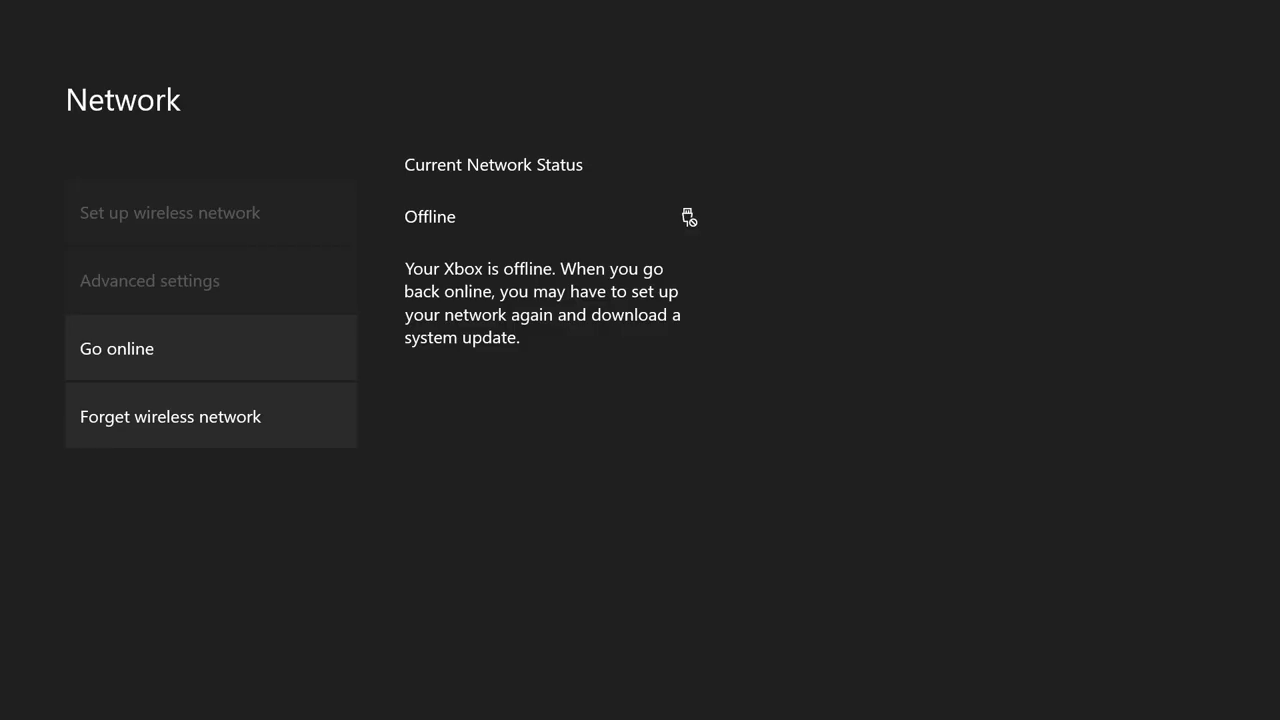 Network
Set up wireless network
Advanced settings
Go online
Forget wireless network
Current Network Status
Offline
Your Xbox is offline. When you go
back online, you may have to set up
your network again and download a
system update.